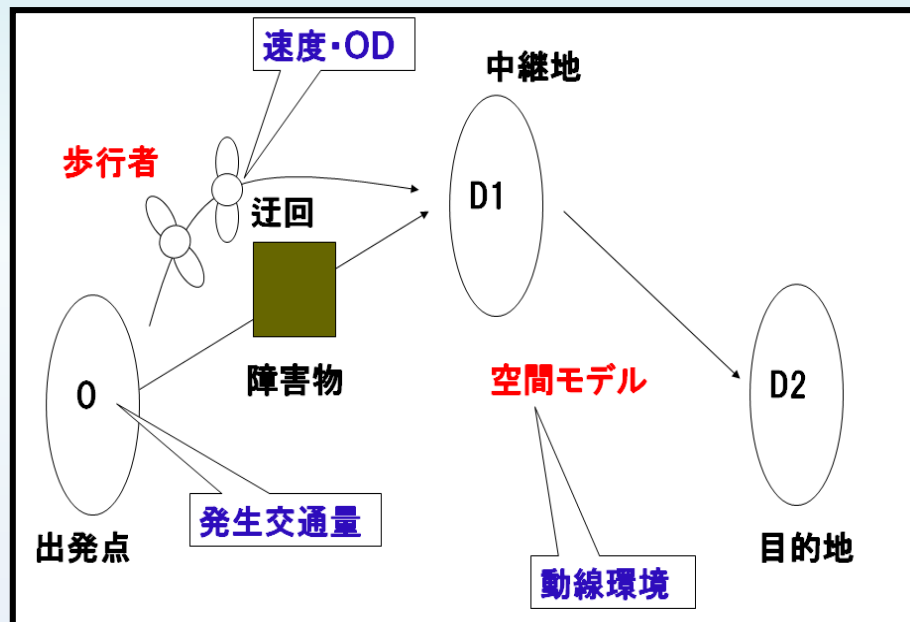 速度・OD
中継地
歩行者
D1
迂回
O
障害物
空間モデル
D2
発生交通量
出発点
目的地
動線環境